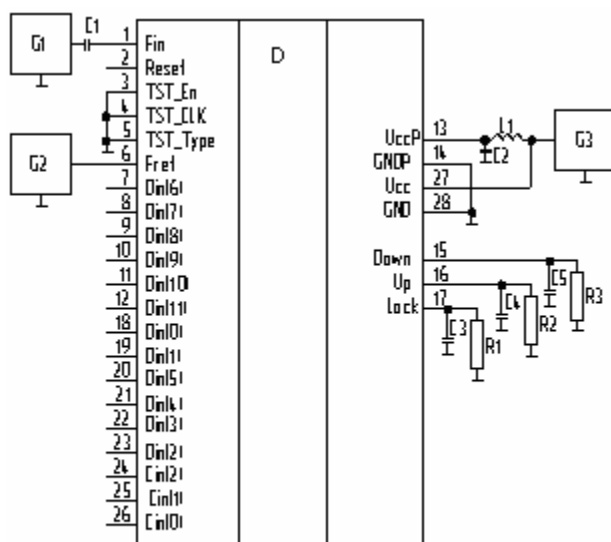 G1
C1
1 Fin
D
2 Reset
3 TST_En
4 TST_CLK
5 TST_Type
G2
6 Fref
7 Din(6)
8 Din(7)
9 Din(8)
10 Din(9)
11 Din(10)
12 Din(11)
18 Din(0)
19 Din(1)
20 Din(5)
21 Din(4)
22 Din(3)
23 Din(2)
24 Cin(2)
25 Cin(1)
26 Cin(0)
UccP 13
L1
C2
G3
GNDP 14
Ucc 27
GND 28
Down 15
Up 16
Lock 17
C3
R1
C4
R2
C5
R3